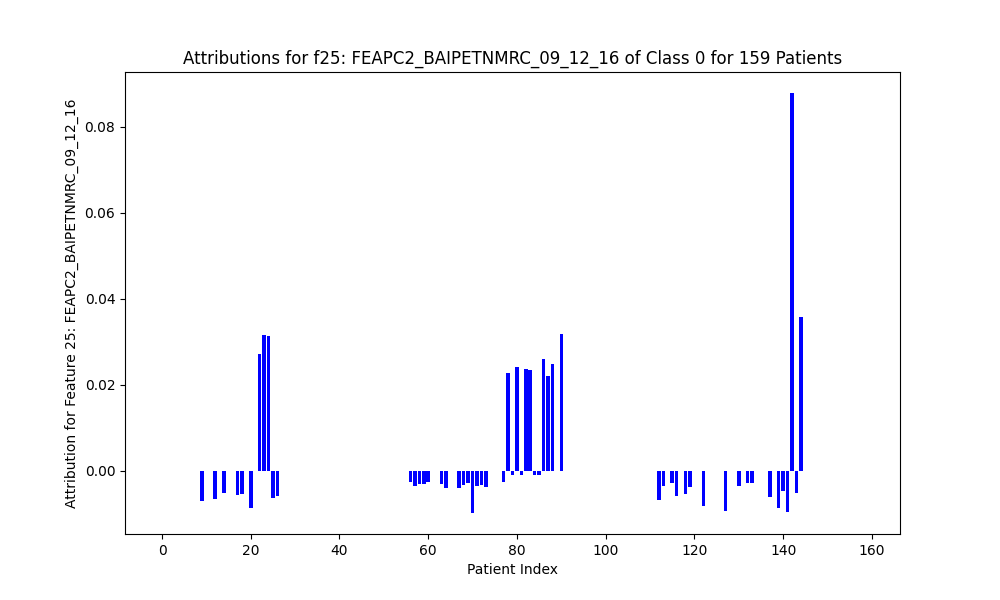 Attributions for f25: FEAPC2_BAIPETNMRC_09_12_16 of Class 0 for 159 Patients
Attribution for Feature 25: FEAPC2_BAIPETNMRC_09_12_16
0.08
0.06
0.04
0.02
0.00
0 20 40 60 80 100 120 140 160
Patient Index